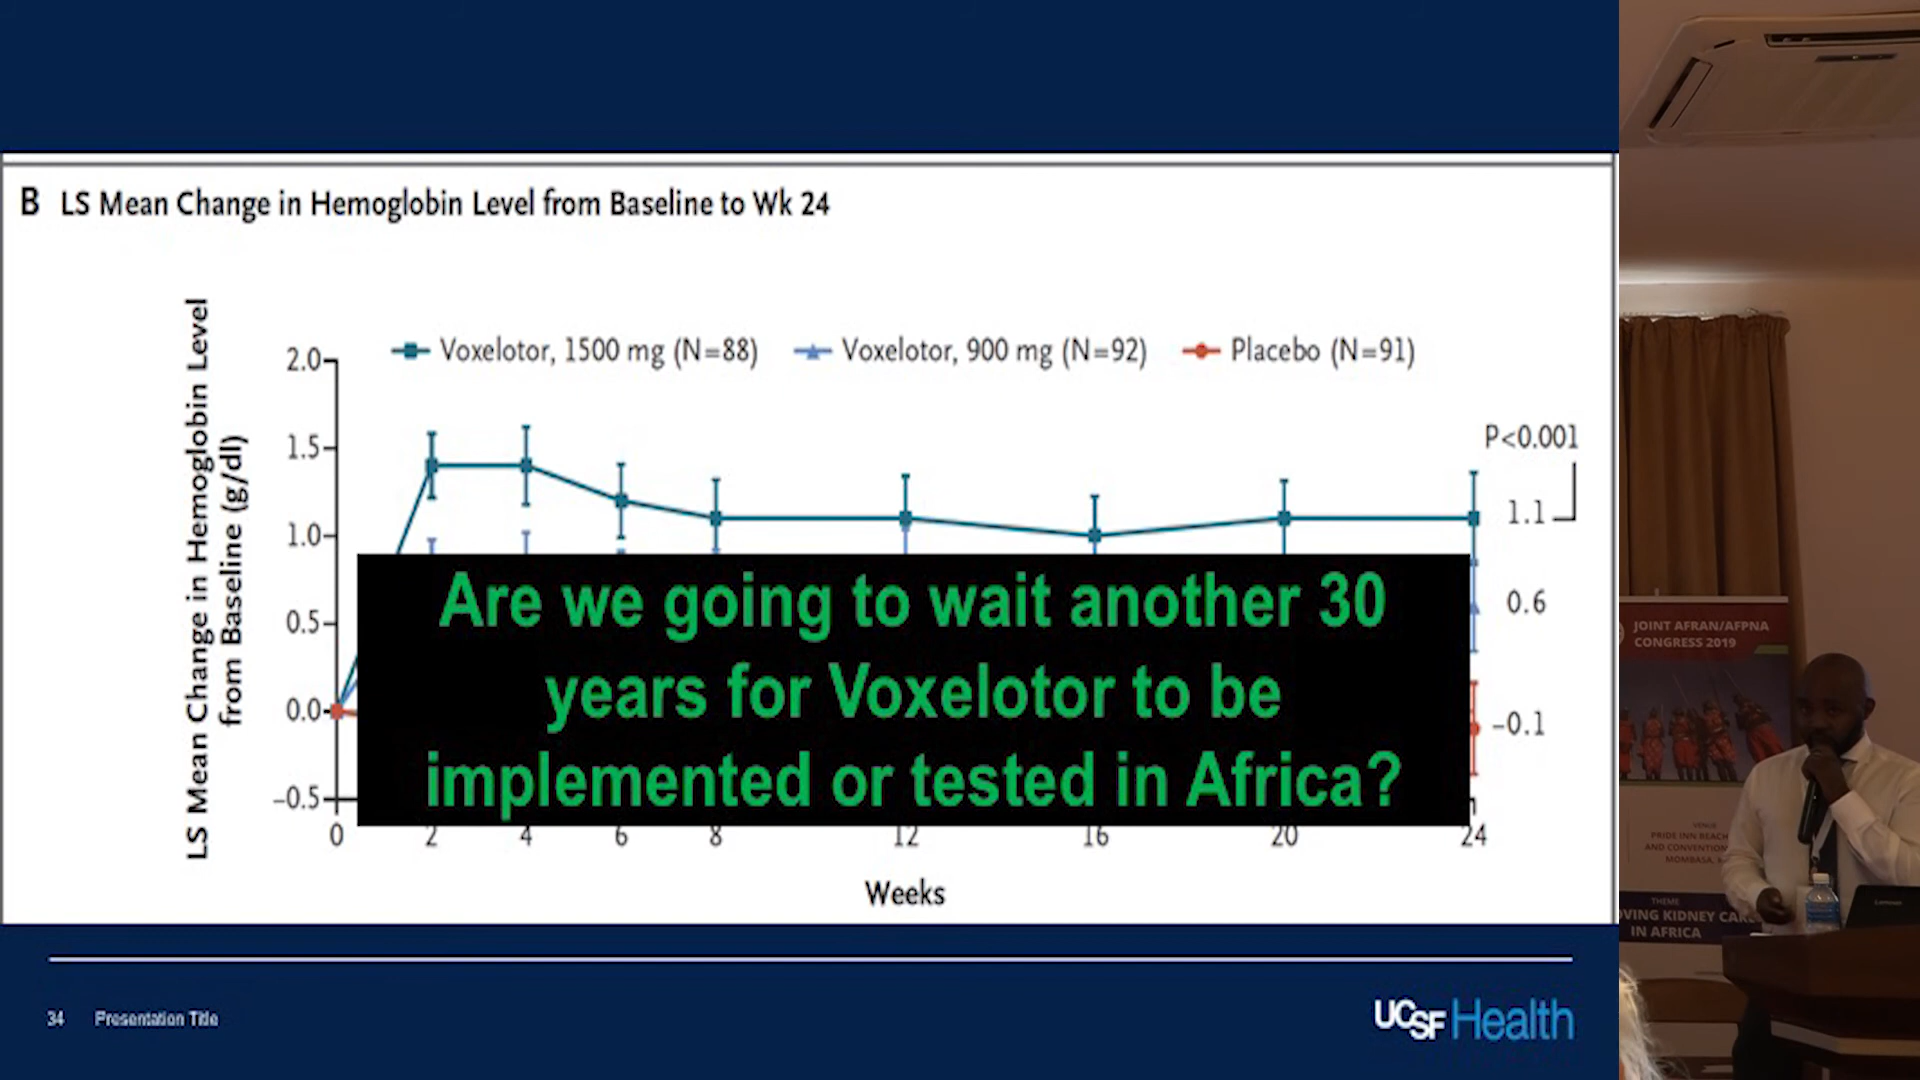 B LS Mean Change in Hemoglobin Level from Baseline to Wk 24
LS Mean Change in Hemoglobin Level
from Baseline (g/dl)
Voxelotor, 1500 mg (N=88)
Voxelotor, 900 mg (N=92)
Placebo (N=91)
2.0
1.5
1.0
0.5
0.0
-0.5
P<0.001
1.1
0.6
-0.1
Are we going to wait another 30
years for Voxelotor to be
implemented or tested in Africa?
0 2 4 6 8 12 16 20 24
Weeks
34 Presentation Title
UCSF Health
JOINT AFRAN/AFPNA
CONGRESS 2019
VENUE
PRIDE INN BEACH
AND CONVENTION
MOMBASA,
THEME
KIDNEY
IN AFRICA
Lenovo